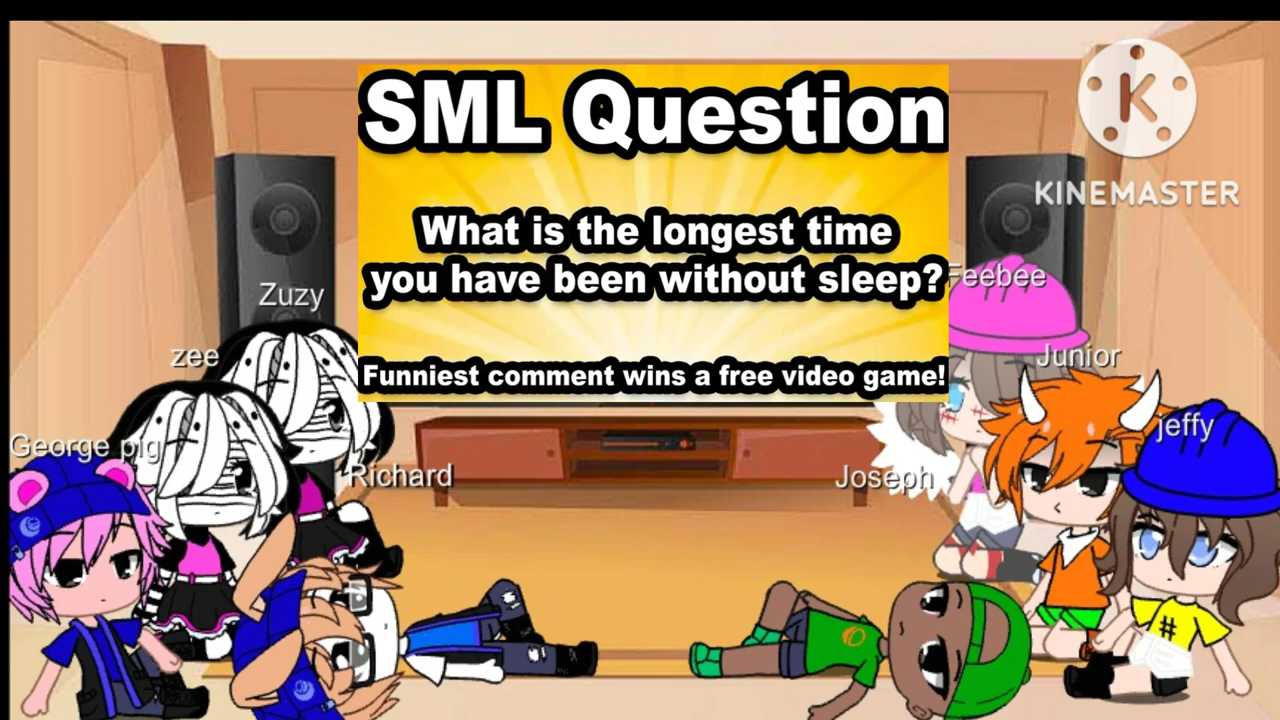 SML Question
What is the longest time
you have been without sleep?
Funniest comment wins a free video game!
K
KINEMASTER
Feebee
Zuzy
zee
Junior
jeffy
George pig
Richard
Joseph
#